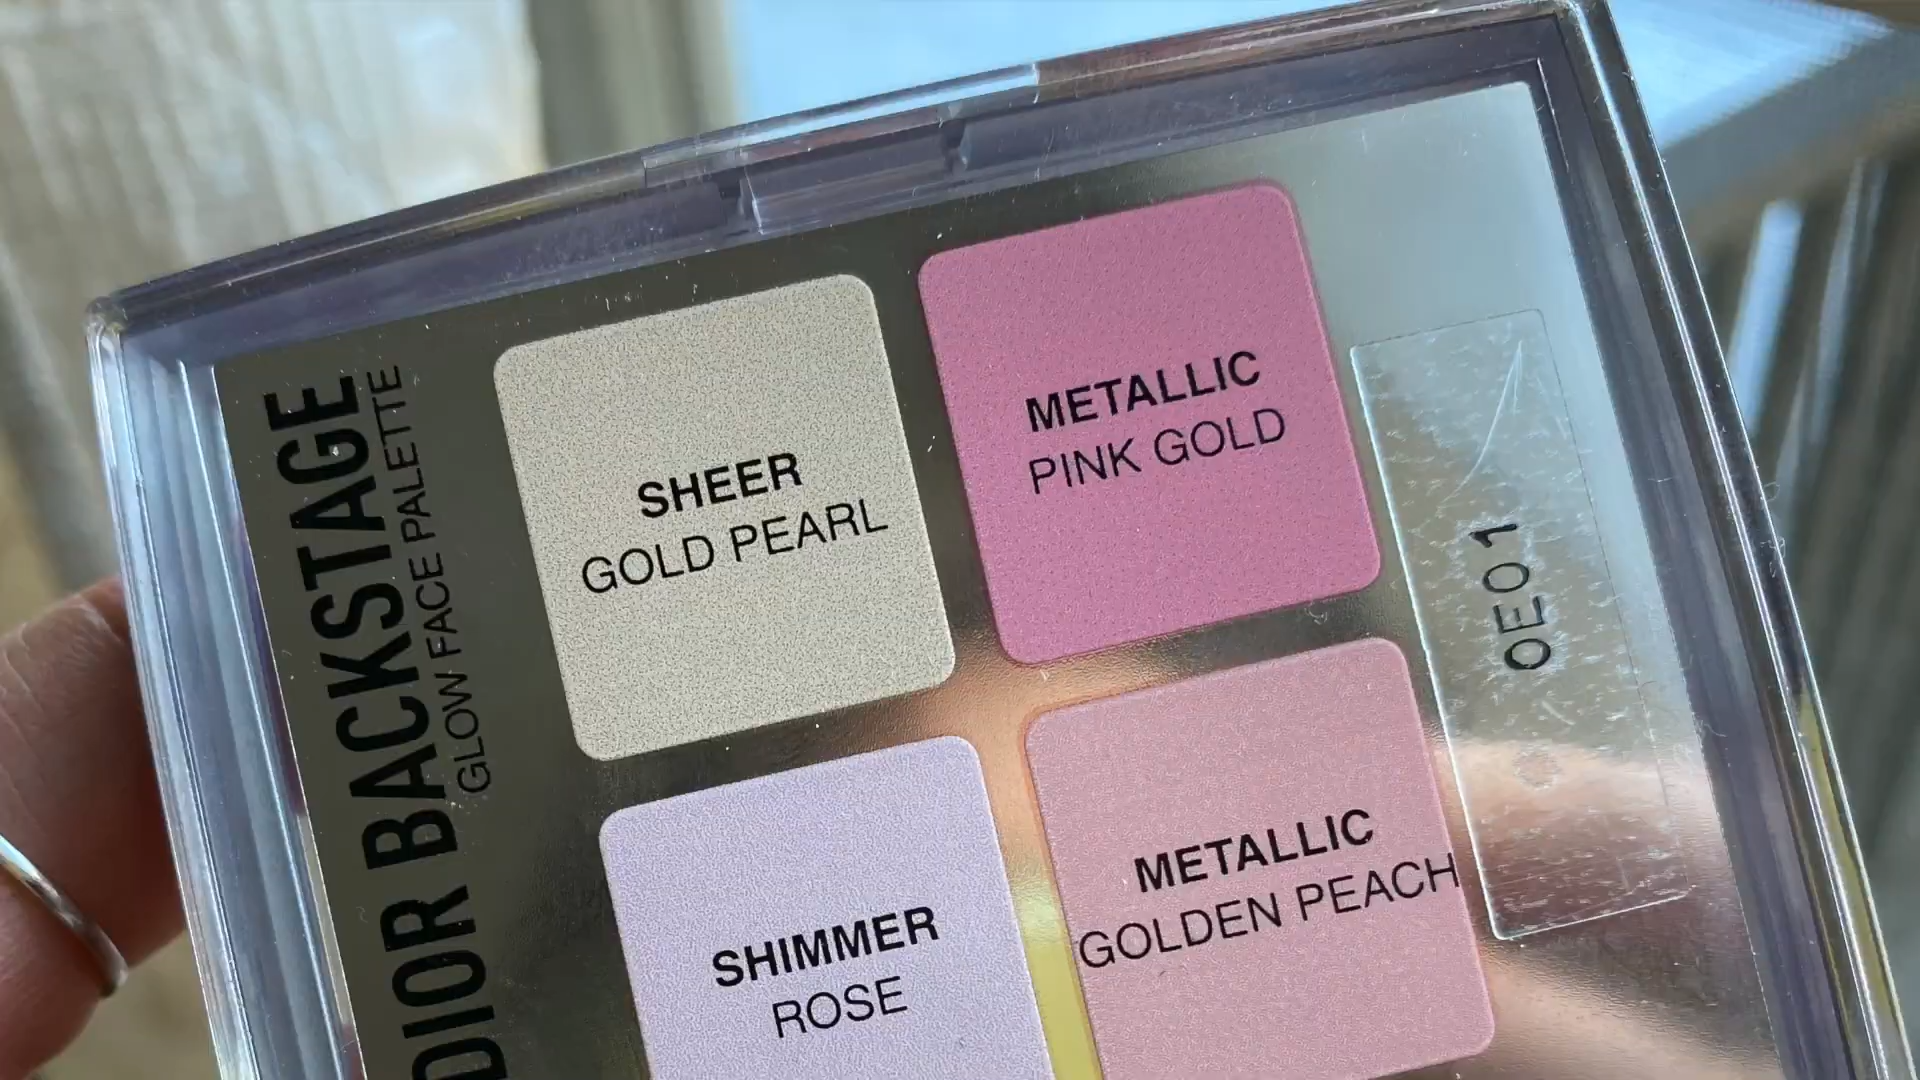 DIOR BACKSTAGE
GLOW FACE PALETTE
SHEER
GOLD PEARL
METALLIC
PINK GOLD
SHIMMER
ROSE
METALLIC
GOLDEN PEACH
0E01